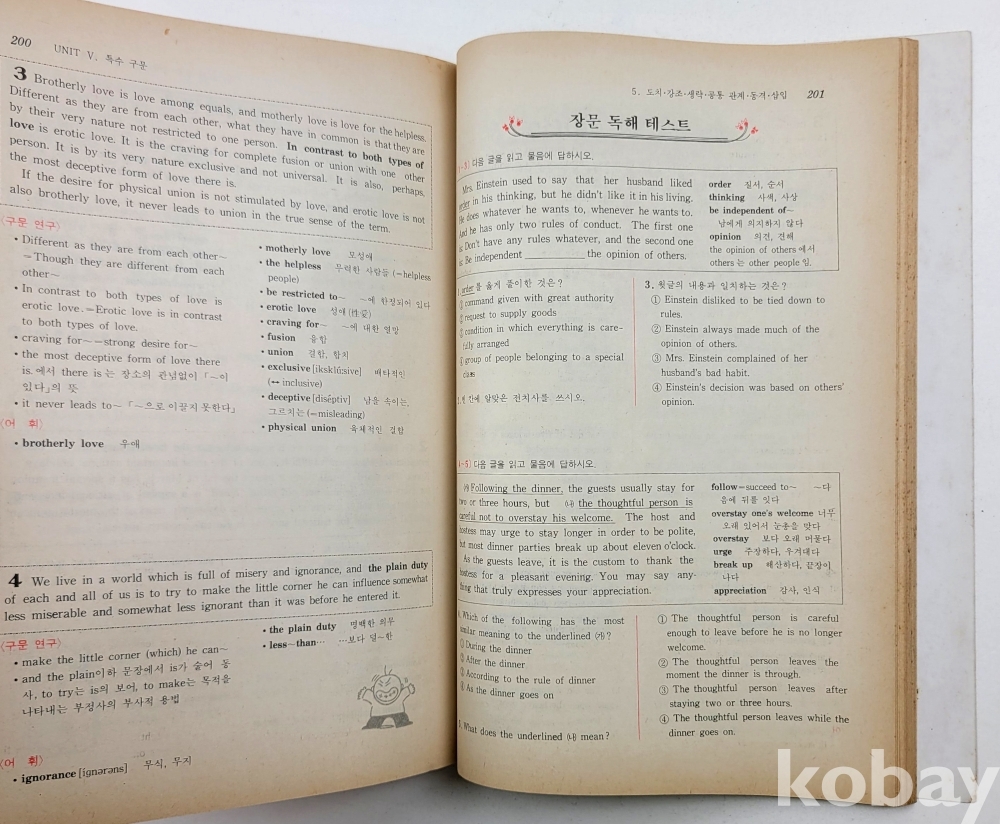 200 UNIT V. 특수 구문
3 Brotherly love is love among equals, and motherly love is love for the helpless.
Different as they are from each other, what they have in common is that they are
by their very nature not restricted to one person. In contrast to both types of
love is erotic love. It is the craving for complete fusion or union with one other
person. It is by its very nature exclusive and not universal. It is also, perhaps,
the most deceptive form of love there is.
If the desire for physical union is not stimulated by love, and erotic love is not
also brotherly love, it never leads to union in the true sense of the term.
〈구문 연구〉
• Different as they are from each other~
=Though they are different from each
other~
• In contrast to both types of love is
erotic love.=Erotic love is in contrast
to both types of love.
• craving for~=strong desire for~
• the most deceptive form of love there
is.에서 there is는 장소의 관념없이 「~이
있다」의 뜻
• it never leads to~ 「~으로 이끌지 못한다」
〈어 휘〉
• brotherly love 우애
• motherly love 모성애
• the helpless 무력한 사람들 (=helpless
people)
• be restricted to~ ~에 한정되어 있다
• erotic love 성애(性愛)
• craving for~ ~에 대한 열망
• fusion 융합
• union 결합, 합치
• exclusive [iksklúːsive] 배타적인
(↔inclusive)
• deceptive [diséptiv] 남을 속이는,
그르치는 (=misleading)
• physical union 육체적인 결합
4 We live in a world which is full of misery and ignorance, and the plain duty
of each and all of us is to try to make the little corner he can influence somewhat
less miserable and somewhat less ignorant than it was before he entered it.
〈구문 연구〉
• make the little corner (which) he can~
• and the plain이하 문장에서 is가 술어 동
사, to try는 is의 보어, to make는 목적을
나타내는 부정사의 부사적 용법
• the plain duty 명백한 의무
• less~than… …보다 덜~한
〈어 휘〉
• ignorance [ignərəns] 무식, 무지
5. 도치·강조·생략·공통 관계·동격·삽입 201
장문 독해 테스트
~3) 다음 글을 읽고 물음에 답하시오.
Mrs. Einstein used to say that her husband liked
order in his thinking, but he didn't like it in his living.
He does whatever he wants to, whenever he wants to.
And he has only two rules of conduct. The first one
is: Don't have any rules whatever, and the second one
is: Be independent ________ the opinion of others.
order 질서, 순서
thinking 사색, 사상
be independent of~
남에게 의지하지 않다
opinion 의견, 견해
the opinion of others에서
others는 other people임.
order를 옳게 풀이한 것은?
command given with great authority
request to supply goods
condition in which everything is care-
fully arranged
group of people belonging to a special
class
빈 간에 알맞은 전치사를 쓰시오.
3. 윗글의 내용과 일치하는 것은?
① Einstein disliked to be tied down to
rules.
② Einstein always made much of the
opinion of others.
③ Mrs. Einstein complained of her
husband's bad habit.
④ Einstein's decision was based on others'
opinion.
~5) 다음 글을 읽고 물음에 답하시오.
㈎ Following the dinner, the guests usually stay for
two or three hours, but ㈏ the thoughtful person is
careful not to overstay his welcome. The host and
hostess may urge to stay longer in order to be polite,
but most dinner parties break up about eleven o'clock.
As the guests leave, it is the custom to thank the
hostess for a pleasant evening. You may say any-
thing that truly expresses your appreciation.
follow=succeed to~ ~다
음에 뒤를 잇다
overstay one's welcome 너무
오래 있어서 눈총을 맞다
overstay 보다 오래 머물다
urge 주장하다, 우겨대다
break up 해산하다, 끝장이
나다
appreciation 감사, 인식
4. Which of the following has the most
similar meaning to the underlined ㈎?
① During the dinner
② After the dinner
③ According to the rule of dinner
④ As the dinner goes on
5. What does the underlined ㈏ mean?
① The thoughtful person is careful
enough to leave before he is no longer
welcome.
② The thoughtful person leaves the
moment the dinner is through.
③ The thoughtful person leaves after
staying two or three hours.
④ The thoughtful person leaves while the
dinner goes on.
kobay